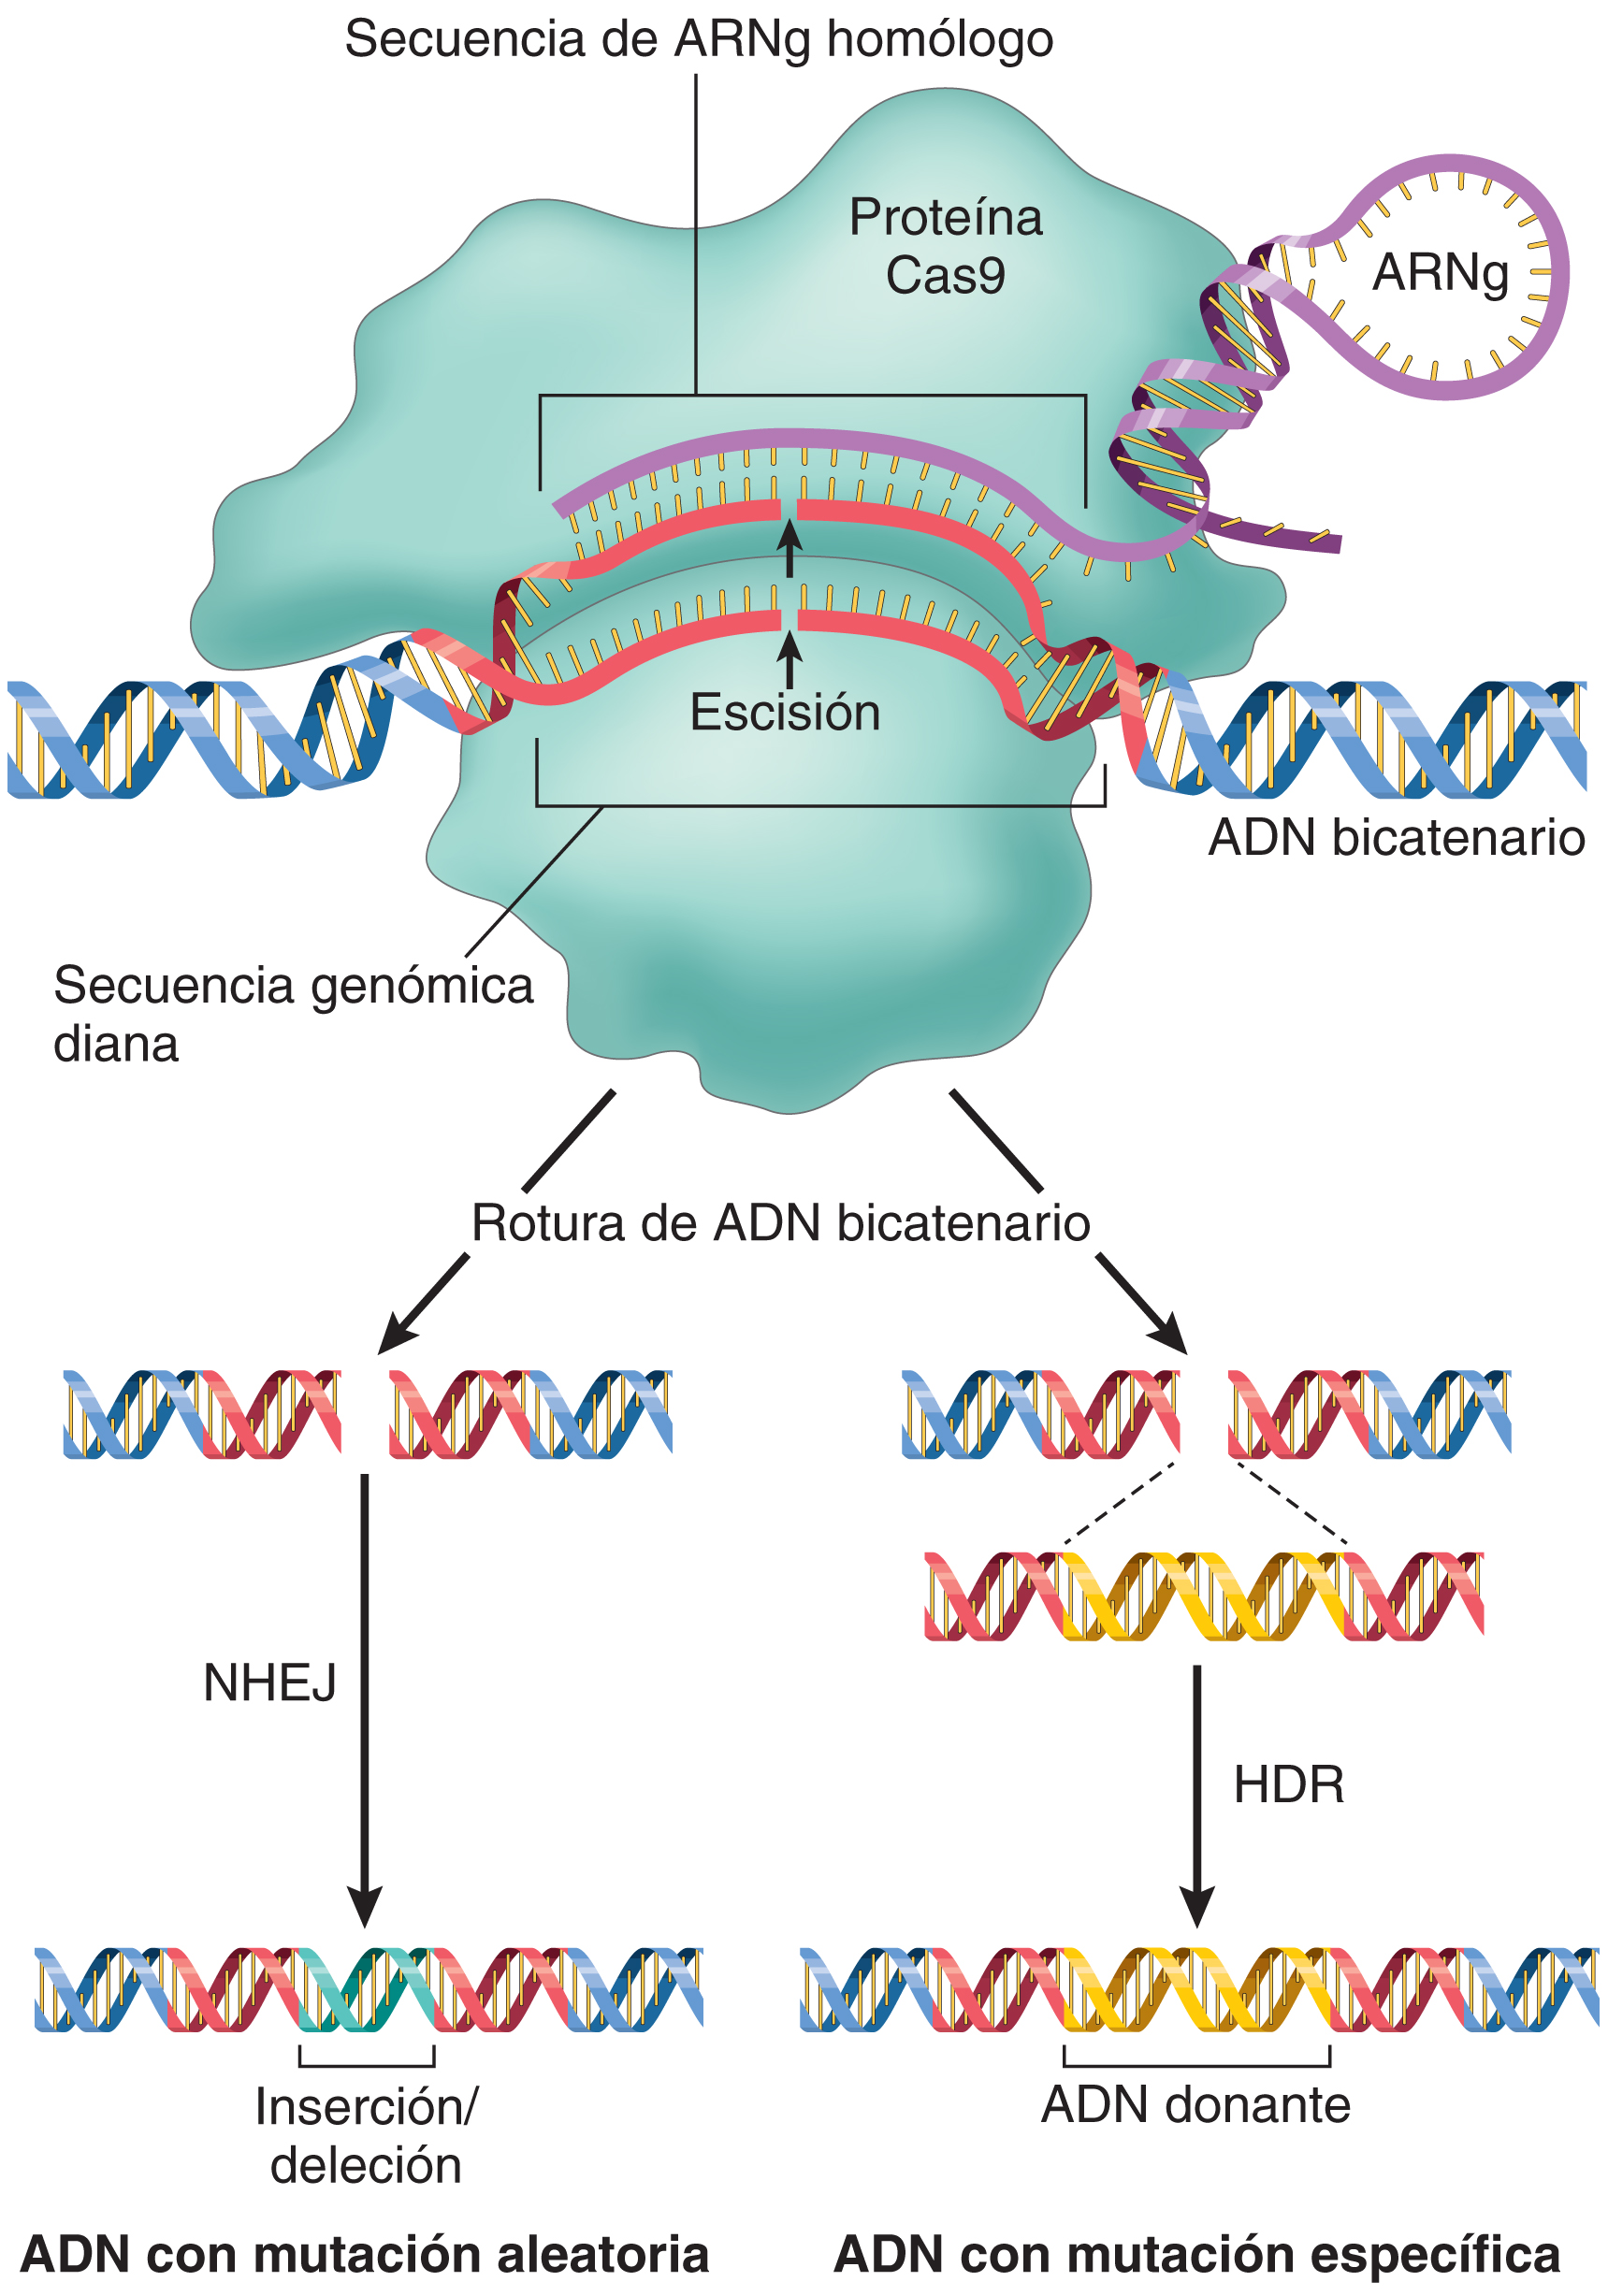 Secuencia de ARNg homólogo
Proteína
Cas9
ARNg
Escisión
ADN bicatenario
Secuencia genómica
diana
Rotura de ADN bicatenario
NHEJ
HDR
Inserción/
deleción
ADN donante
ADN con mutación aleatoria
ADN con mutación específica